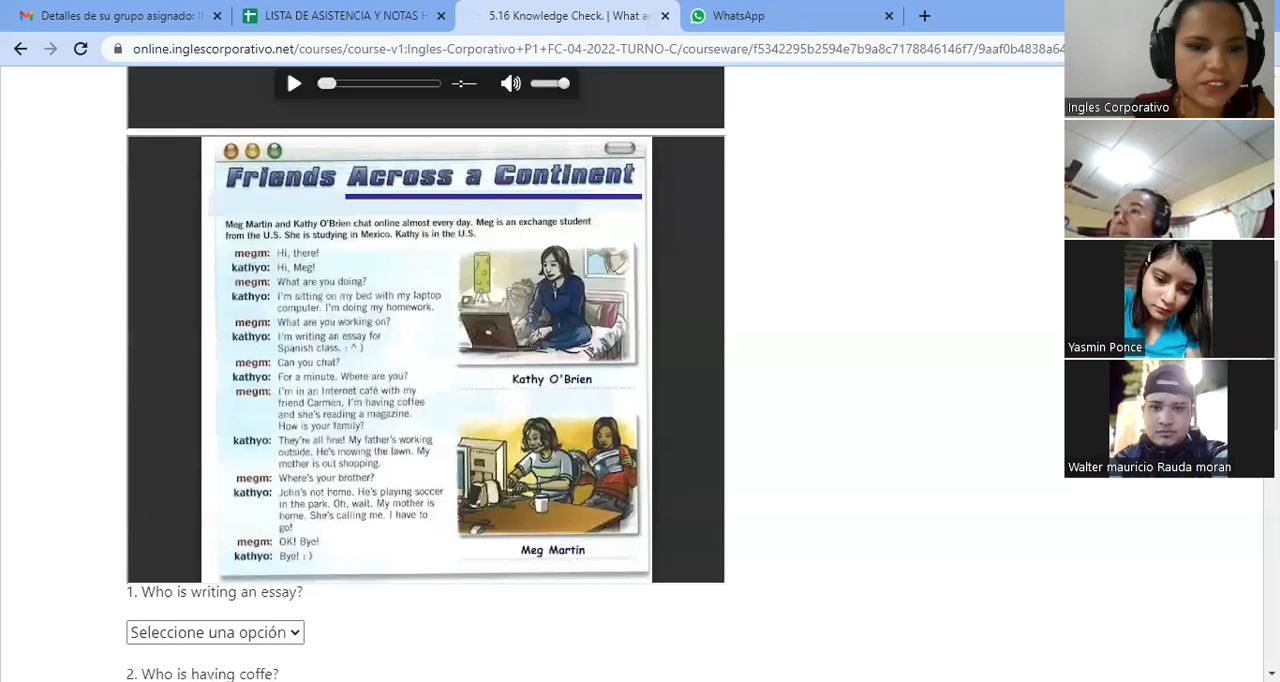 Detalles de su grupo asignado: I
LISTA DE ASISTENCIA Y NOTAS H
5.16 Knowledge Check. | What a
WhatsApp
online.inglescorporativo.net/courses/course-v1:Ingles-Corporativo+P1+FC-04-2022-TURNO-C/courseware/f5342295b2594e7b9a8c7178846146f7/9aaf0b4838a64
Ingles Corporativo
Yasmin Ponce
Walter mauricio Rauda moran
Friends Across a Continent
Meg Martin and Kathy O'Brien chat online almost every day. Meg is an exchange student
from the U.S. She is studying in Mexico. Kathy is in the U.S.
megm: Hi, there!
kathyo: Hi, Meg!
megm: What are you doing?
kathyo: I'm sitting on my bed with my laptop
computer. I'm doing my homework.
megm: What are you working on?
kathyo: I'm writing an essay for
Spanish class. : ^ )
megm: Can you chat?
kathyo: For a minute. Where are you?
megm: I'm in an Internet café with my
friend Carmen. I'm having coffee
and she's reading a magazine.
How is your family?
kathyo: They're all fine! My father's working
outside. He's mowing the lawn. My
mother is out shopping.
megm: Where's your brother?
kathyo: John's not home. He's playing soccer
in the park. Oh, wait. My mother is
home. She's calling me. I have to
go!
megm: OK! Bye!
kathyo: Bye! : )
Kathy O'Brien
Meg Martin
1. Who is writing an essay?
Seleccione una opción
2. Who is having coffe?